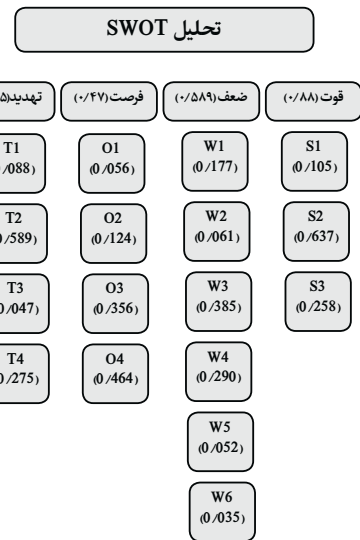 تحلیل SWOT
قوت (۰/۸۸)
ضعف (۰/۵۸۹)
فرصت (۰/۴۷)
تهدید
S1
(0/105)
S2
(0/637)
S3
(0/258)
W1
(0/177)
W2
(0/061)
W3
(0/385)
W4
(0/290)
W5
(0/052)
W6
(0/035)
O1
(0/056)
O2
(0/124)
O3
(0/356)
O4
(0/464)
T1
/088)
T2
0/589)
T3
0/047)
T4
0/275)